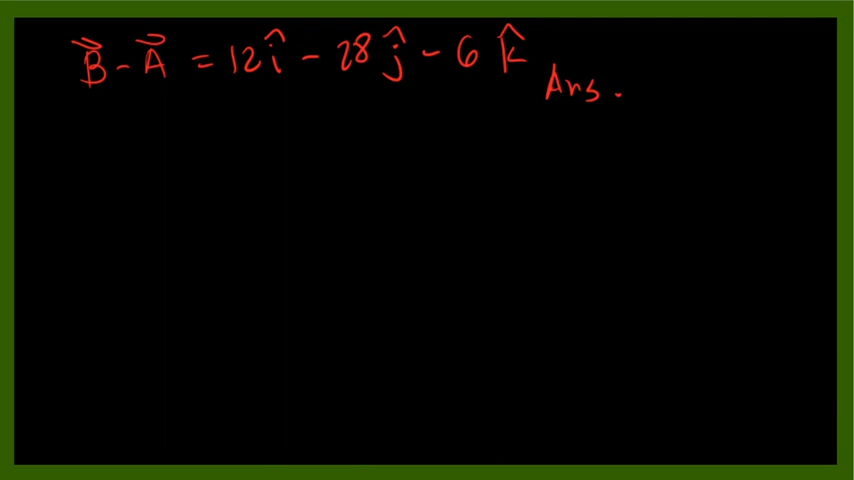 B⃗ - A⃗ = 12î - 28ĵ - 6k̂
Ans.